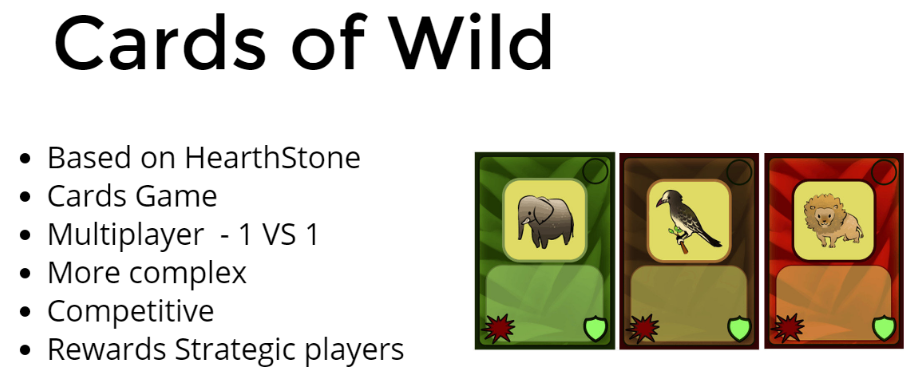 Cards of Wild
Based on HearthStone
Cards Game
Multiplayer - 1 VS 1
More complex
Competitive
Rewards Strategic players